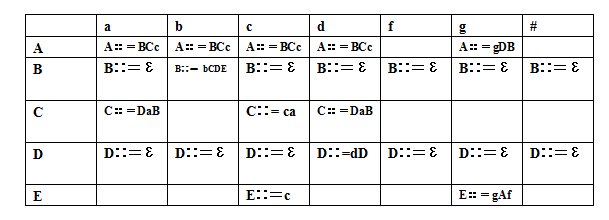 a b c d f g #
A A::=BCc A::=BCc A::=BCc A::=BCc A::=gDB
B B::=ε B::=bCDE B::=ε B::=ε B::=ε B::=ε B::=ε
C C::=DaB C::=ca C::=DaB
D D::=ε D::=ε D::=ε D::=dD D::=ε D::=ε D::=ε
E E::=c E::=gAf